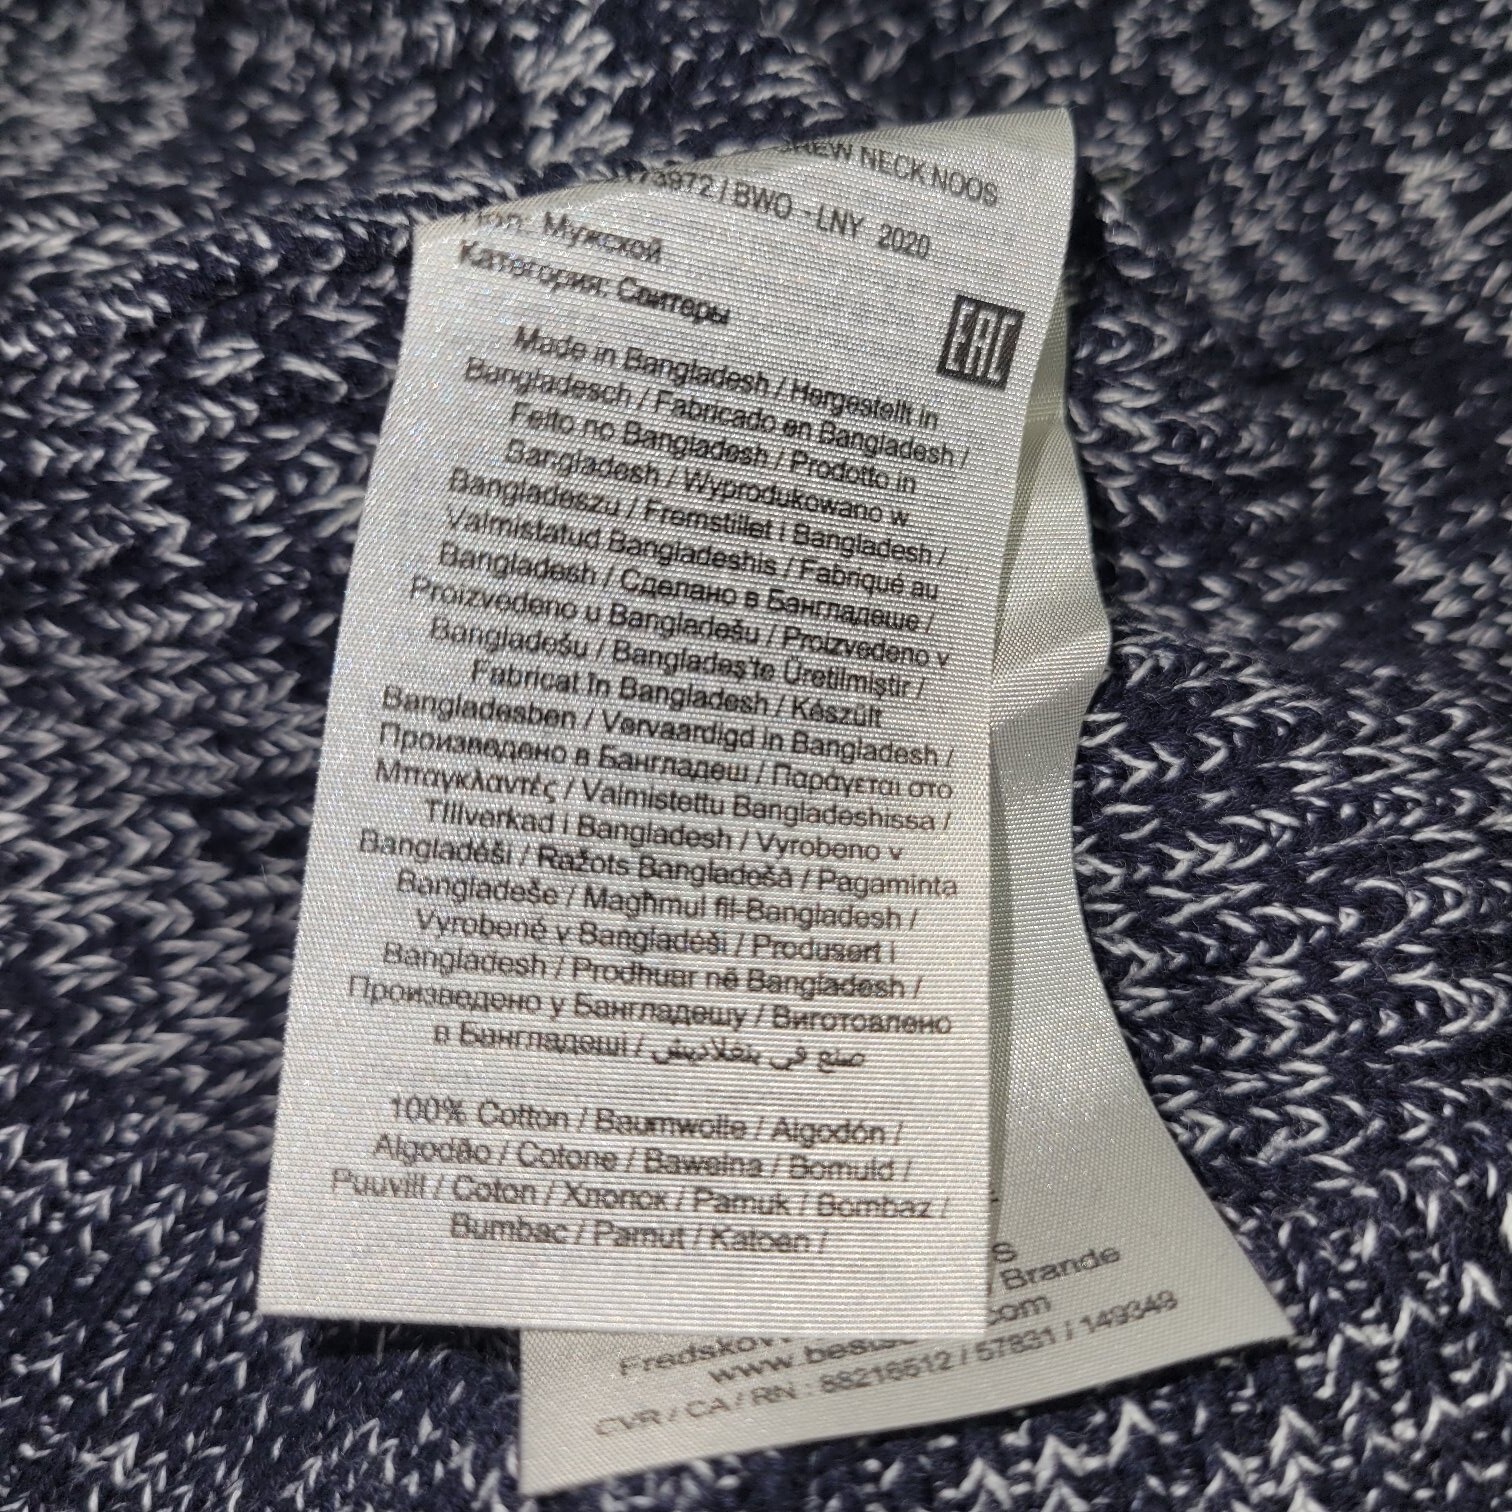 NECK NOOS
73972 / BWO - LNY 2020
Пол: Мужской
Категория: Свитеры
EAC
Made in Bangladesh / Hergestellt in
Bangladesch / Fabricado en Bangladesh /
Feito no Bangladesh / Prodotto in
Bangladesh / Wyprodukowano w
Bangladeszu / Fremstillet i Bangladesh /
Valmistatud Bangladeshis / Fabriqué au
Bangladesh / Сделано в Бангладеше /
Proizvedeno u Bangladešu / Proizvedeno v
Bangladešu / Bangladeş'te Üretilmiştir /
Fabricat în Bangladesh / Készült
Bangladesben / Vervaardigd in Bangladesh /
Произведено в Бангладеш / Παράγεται στο
Μπαγκλαντές / Valmistettu Bangladeshissa /
Tillverkad i Bangladesh / Vyrobeno v
Bangladéši / Ražots Bangladešā / Pagaminta
Bangladeše / Magħmul fil-Bangladesh /
Vyrobené v Bangladéši / Produsert i
Bangladesh / Prodhuar në Bangladesh /
Произведено у Бангладешу / Виготовлено
в Бангладеші / صنع في بنغلاديش
100% Cotton / Baumwolle / Algodón /
Algodão / Cotone / Bawełna / Bomuld /
Puuvill / Coton / Хлопок / Pamuk / Bombaž /
Bumbac / Pamut / Katoen /
S
Brande
Fredskov
www.bests com
CVR / CA / RN : 88216512 / 57831 / 149349